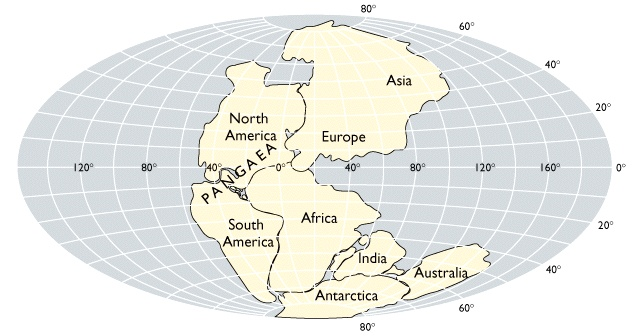 80°
60°
40°
Asia
20°
North
America
Europe
PANGAEA
120°
80°
40°
0°
40°
80°
120°
160°
0°
Africa
South
America
20°
India
Australia
40°
Antarctica
60°
80°